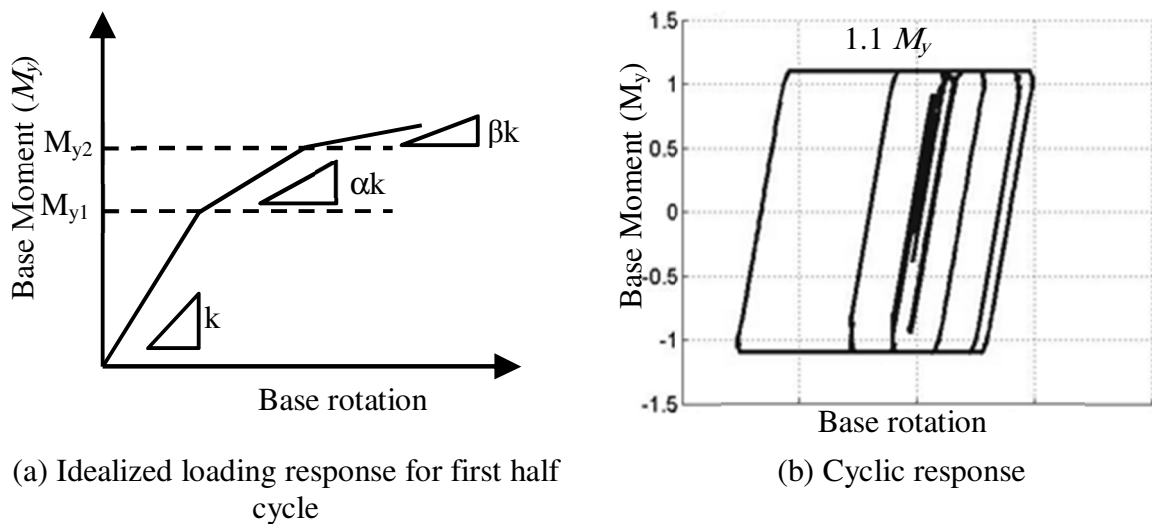 Base Moment (My)
My2
My1
βk
αk
k
Base rotation
(a) Idealized loading response for first half
cycle
1.1 My
Base Moment (My)
1.5
1
0.5
0
-0.5
-1
-1.5
Base rotation
(b) Cyclic response